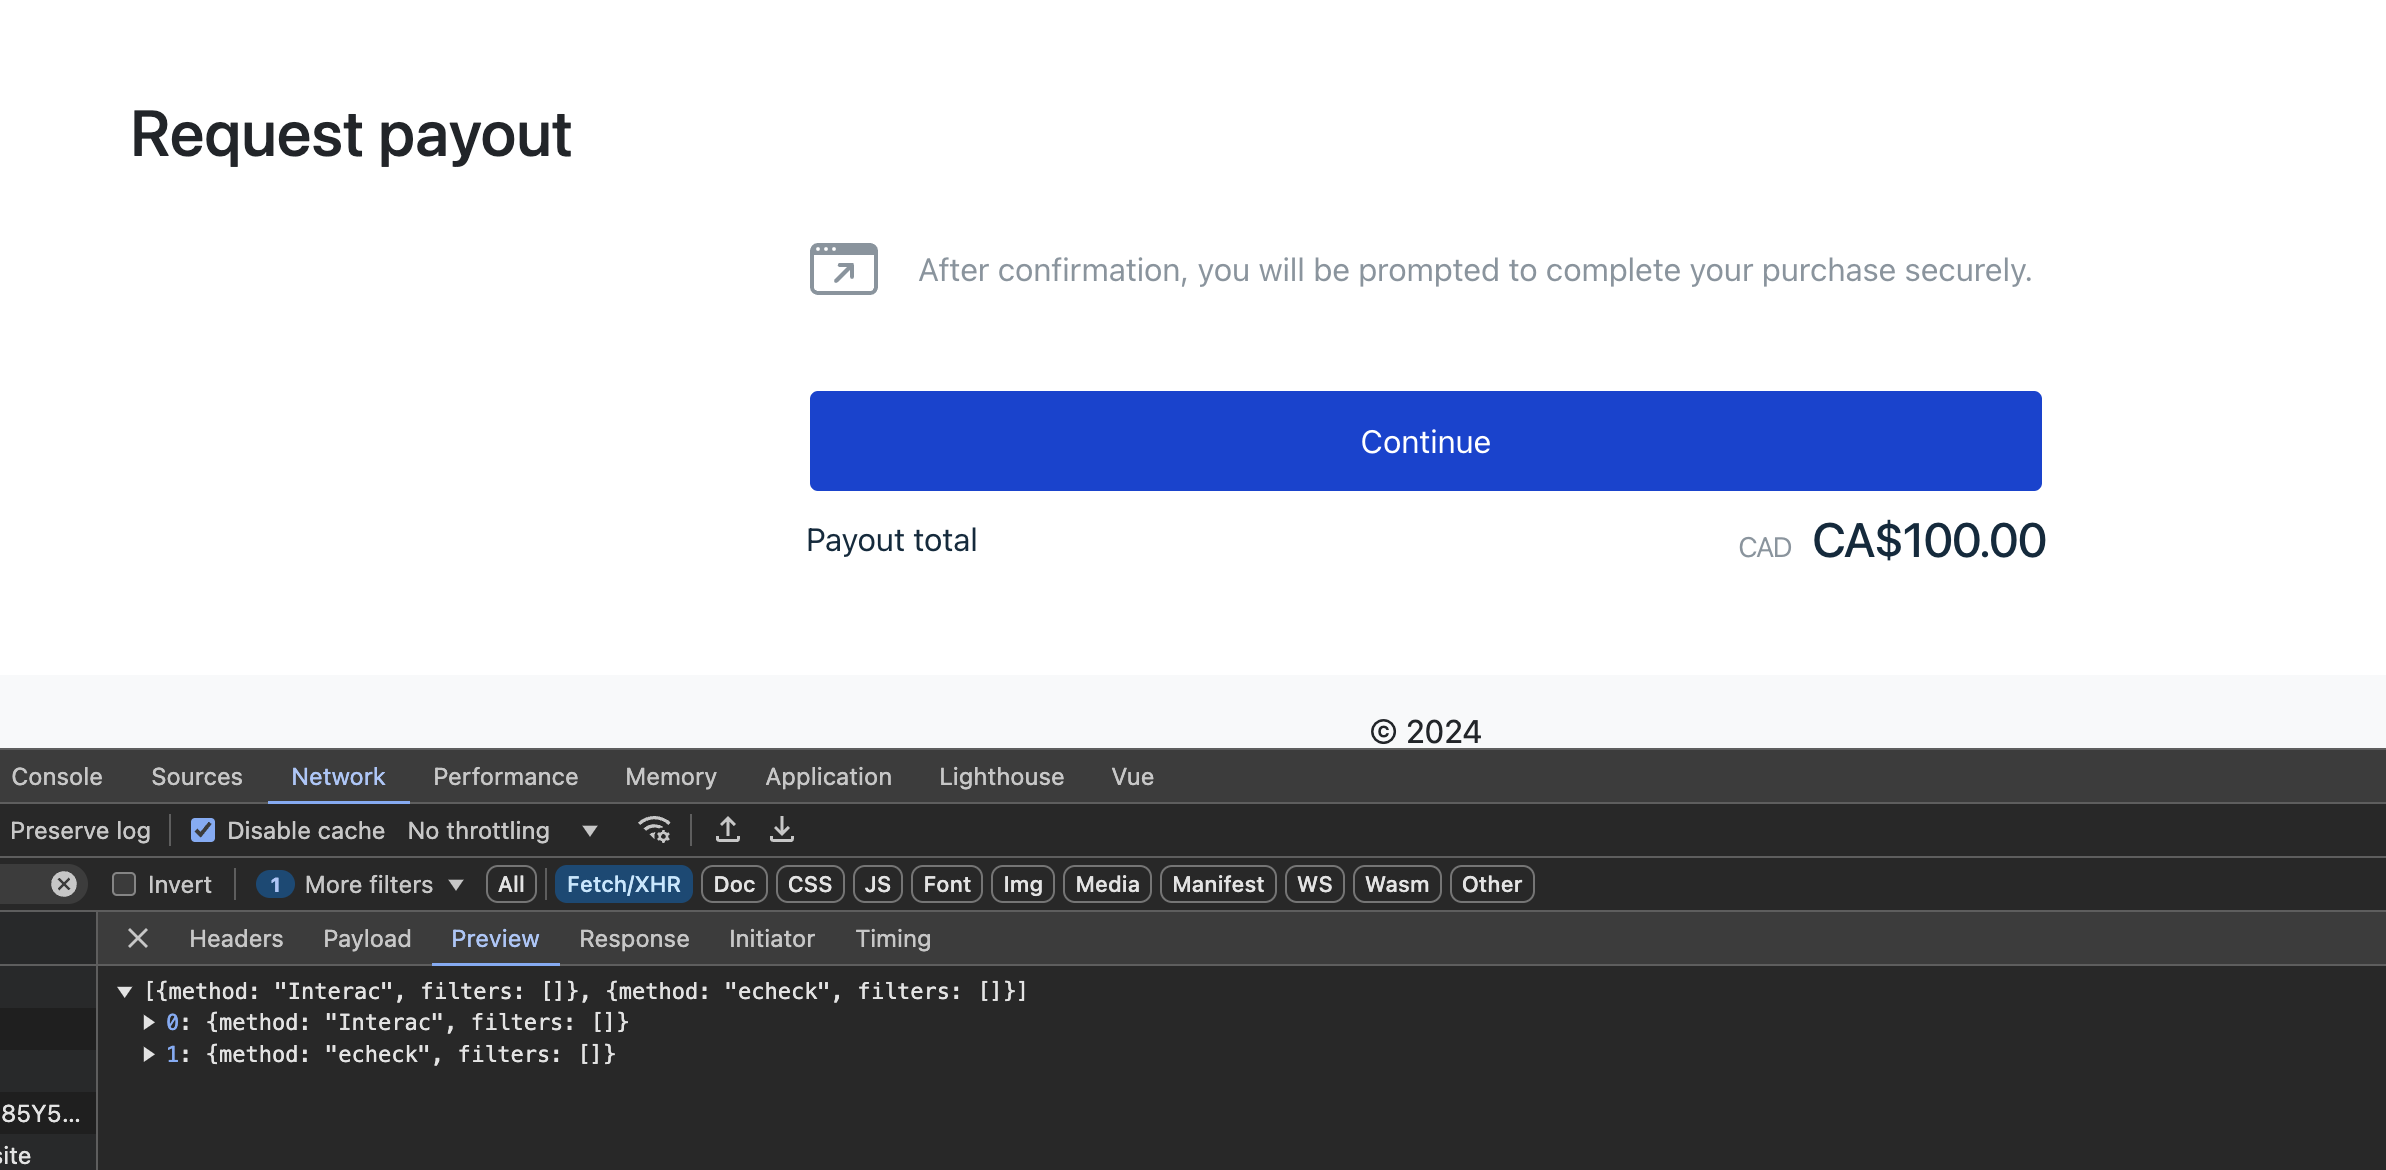 Request payout
After confirmation, you will be prompted to complete your purchase securely.
Continue
Payout total CAD CA$100.00
© 2024
Console Sources Network Performance Memory Application Lighthouse Vue
Preserve log Disable cache No throttling
Invert 1 More filters All Fetch/XHR Doc CSS JS Font Img Media Manifest WS Wasm Other
Headers Payload Preview Response Initiator Timing
[{method: "Interac", filters: []}, {method: "echeck", filters: []}]
0: {method: "Interac", filters: []}
1: {method: "echeck", filters: []}
85Y5...
site